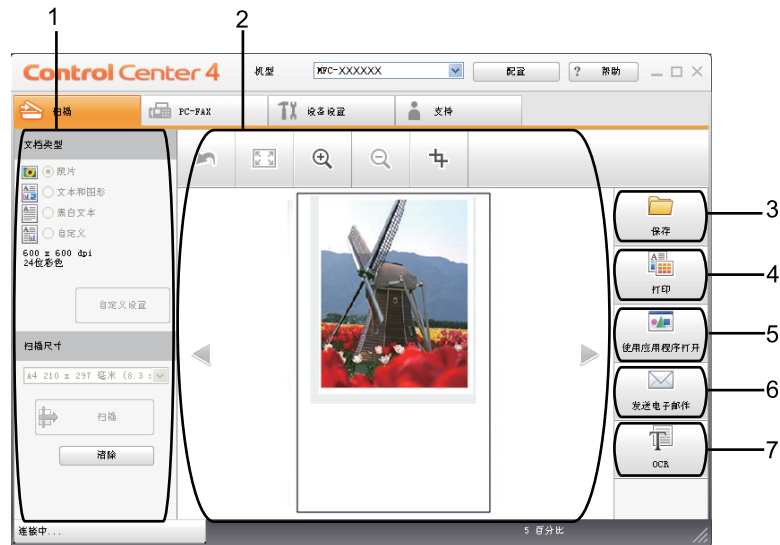 1
2
Control Center 4
机型
MFC-XXXXXX
配置
? 帮助
扫描
PC-FAX
设备设置
支持
文档类型
照片
文本和图形
黑白文本
自定义
600 x 600 dpi
24位彩色
自定义设置
扫描尺寸
A4 210 x 297 毫米 (8.3 :
扫描
清除
保存
3
打印
4
使用应用程序打开
5
发送电子邮件
6
OCR
7
连接中...
5 百分比